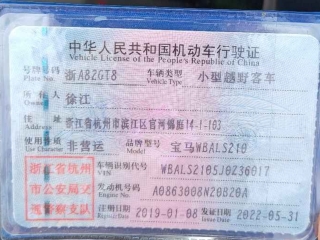 中华人民共和国机动车行驶证
Vehicle License of the People's Republic of China
号牌号码 浙A8ZGT8 车辆类型 小型越野客车
Plate No. Vehicle Type
所有人 徐江
Owner
住址 浙江省杭州市滨江区官河锦庭14-1-103
Address
使用性质 非营运 品牌型号 宝马WBALS210
Use Character Model
浙江省杭州市公安局交通警察支队
车辆识别代号 WBALS2105J0Z36017
VIN
发动机号码 A0863008N20B20A
Engine No.
注册日期 2019-01-08 发证日期 2022-05-31
Register Date Issue Date